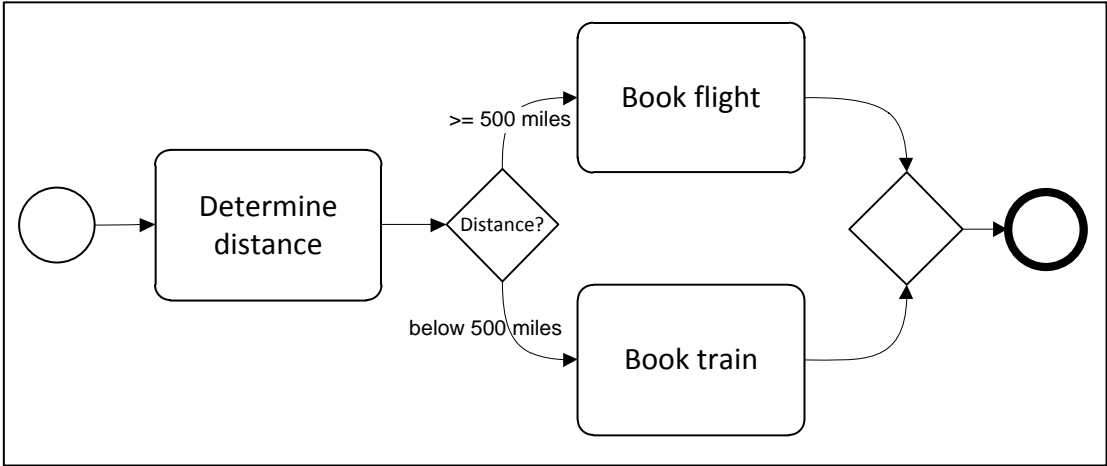 Determine
distance
Distance?
>= 500 miles
Book flight
below 500 miles
Book train